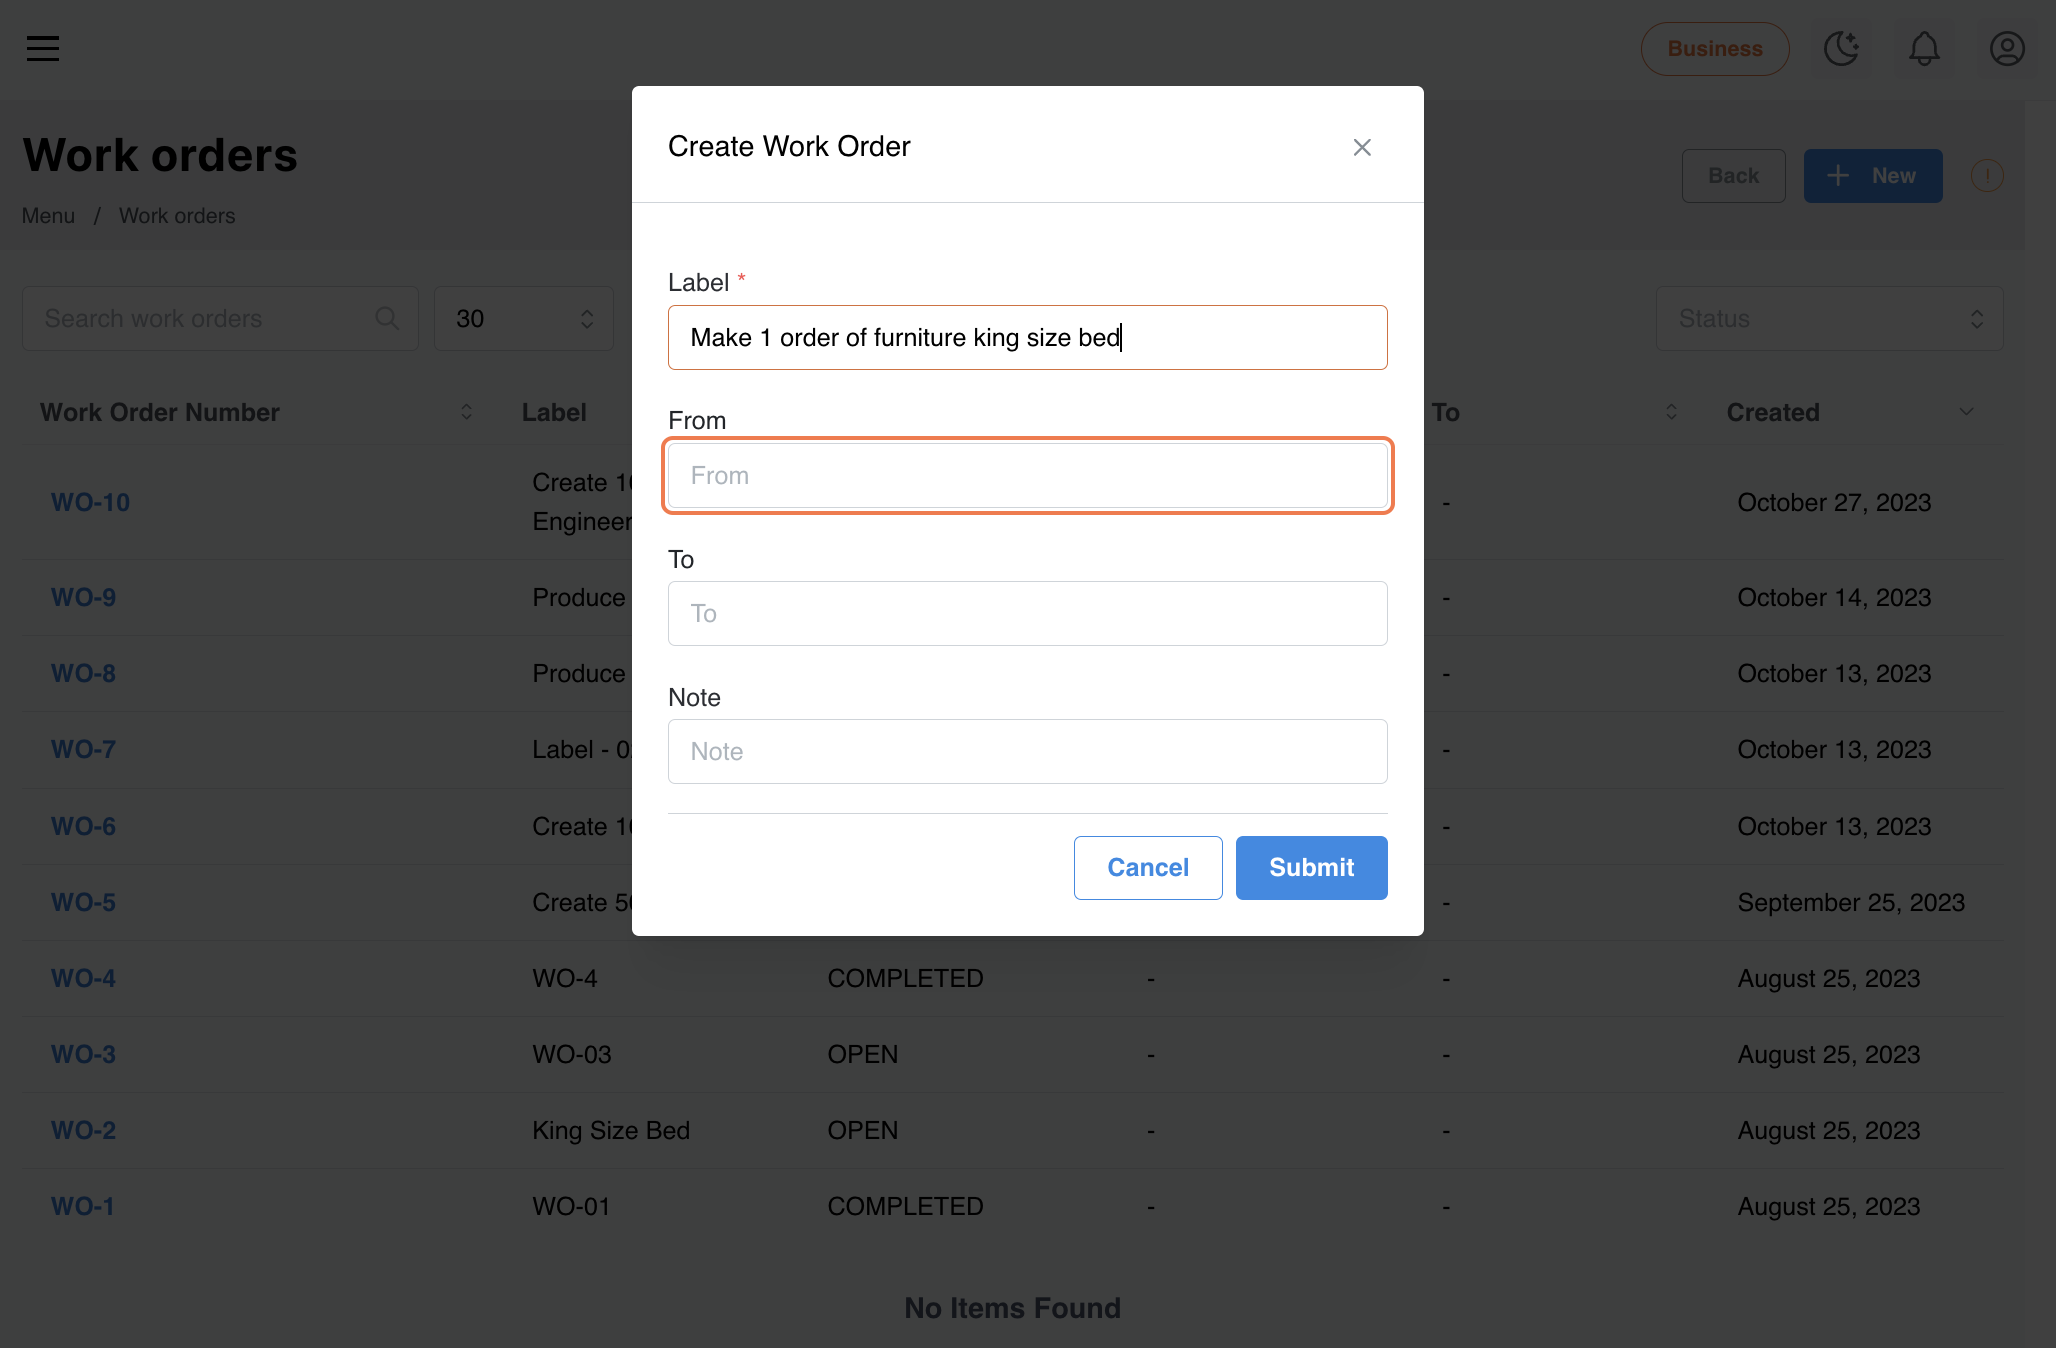 Business
Work orders
Menu / Work orders
Back
New
Search work orders
30
Status
Create Work Order
Label *
Make 1 order of furniture king size bed
From
From
To
To
Note
Note
Cancel
Submit
Work Order Number Label To Created
WO-10 Create 1 Engineer - October 27, 2023
WO-9 Produce - October 14, 2023
WO-8 Produce - October 13, 2023
WO-7 Label - 0 - October 13, 2023
WO-6 Create 1 - October 13, 2023
WO-5 Create 5 - September 25, 2023
WO-4 WO-4 COMPLETED - - August 25, 2023
WO-3 WO-03 OPEN - - August 25, 2023
WO-2 King Size Bed OPEN - - August 25, 2023
WO-1 WO-01 COMPLETED - - August 25, 2023
No Items Found